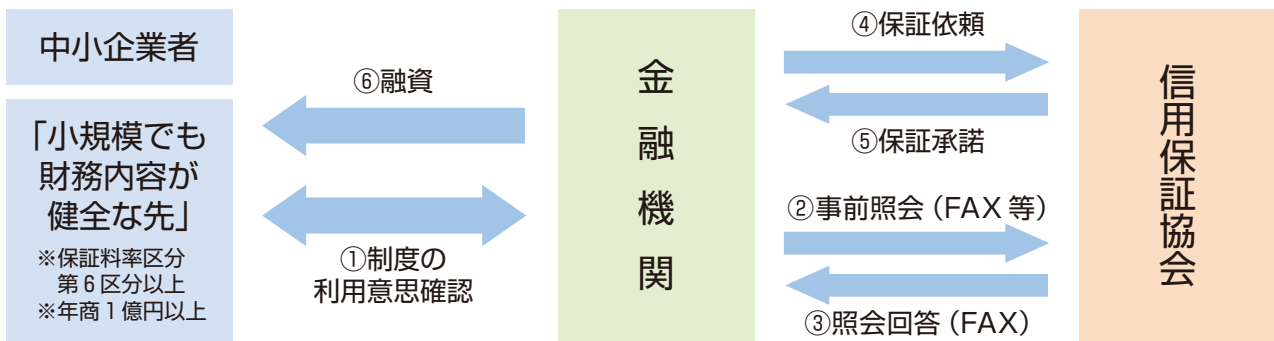 中小企業者
「小規模でも
財務内容が
健全な先」
※保証料率区分
第6区分以上
※年商1億円以上
⑥融資
①制度の
利用意思確認
金融機関
④保証依頼
⑤保証承諾
②事前照会（FAX 等）
③照会回答（FAX）
信用保証協会